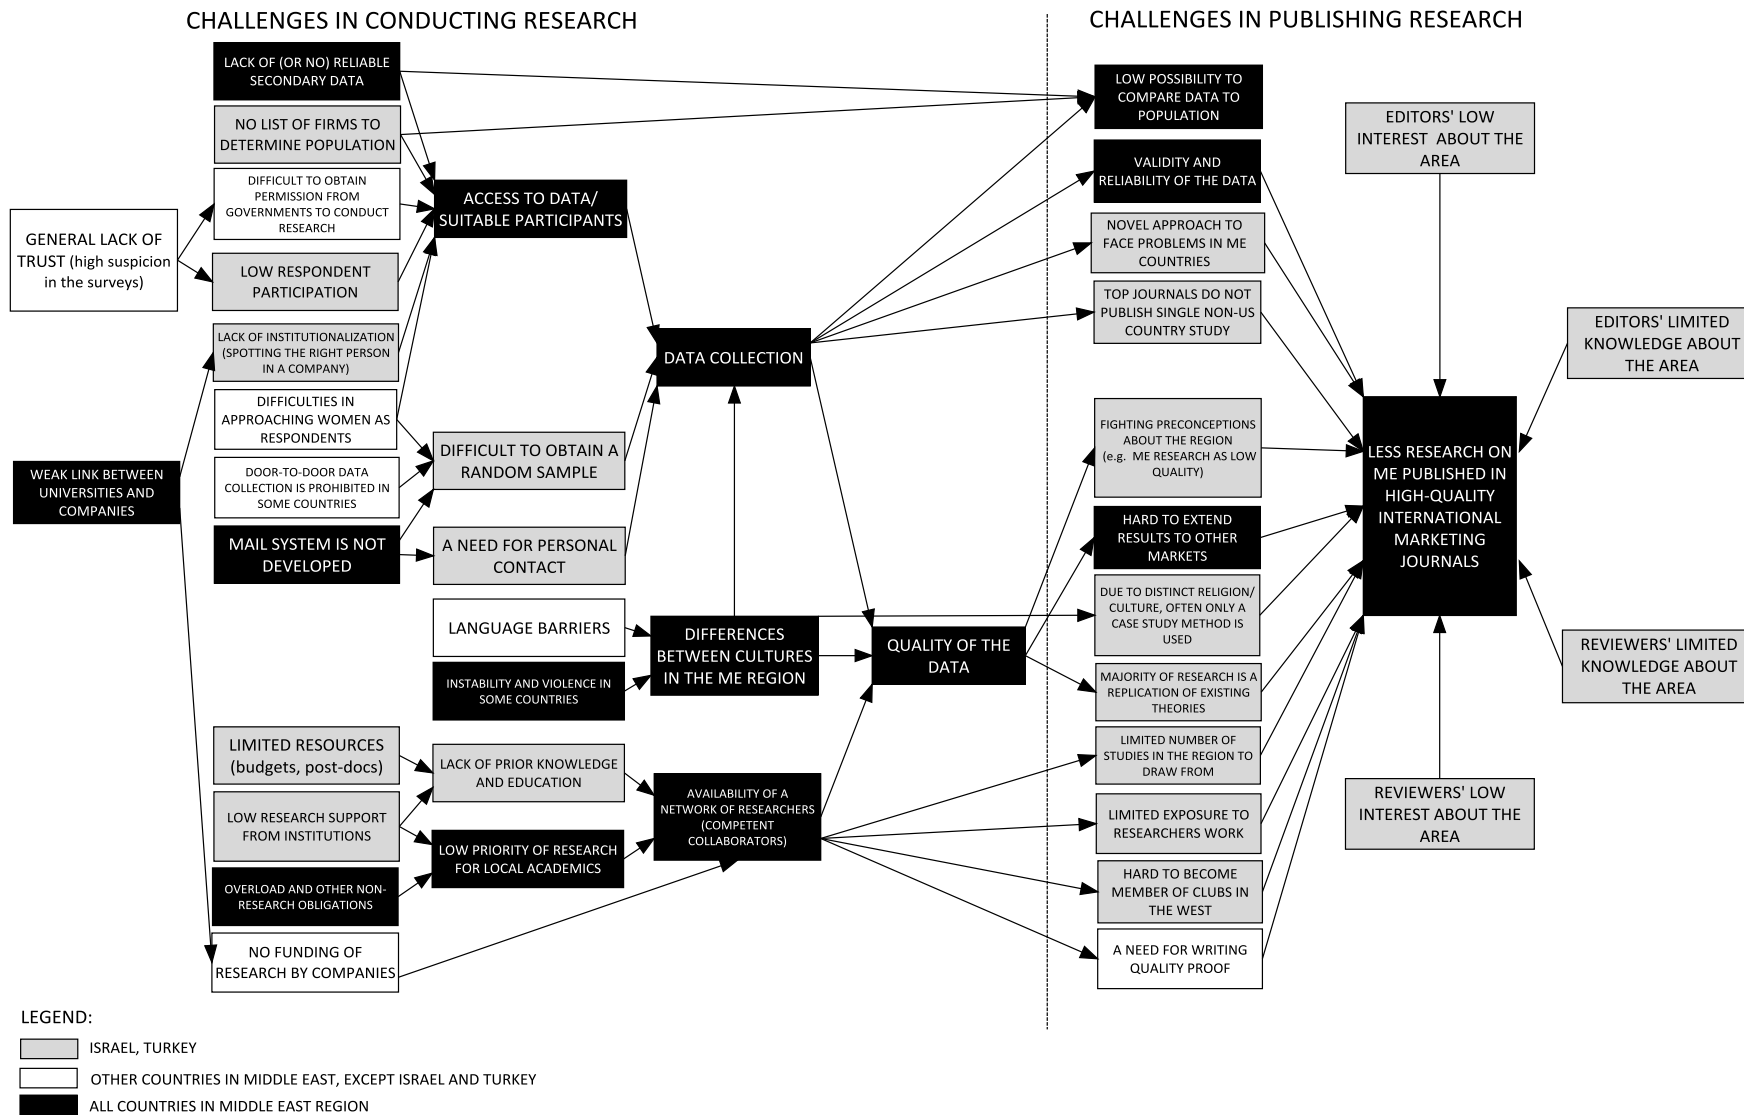 CHALLENGES IN CONDUCTING RESEARCH
CHALLENGES IN PUBLISHING RESEARCH
GENERAL LACK OF
TRUST (high suspicion
in the surveys)
WEAK LINK BETWEEN
UNIVERSITIES AND
COMPANIES
LACK OF (OR NO) RELIABLE
SECONDARY DATA
NO LIST OF FIRMS TO
DETERMINE POPULATION
DIFFICULT TO OBTAIN
PERMISSION FROM
GOVERNMENTS TO CONDUCT
RESEARCH
LOW RESPONDENT
PARTICIPATION
LACK OF INSTITUTIONALIZATION
(SPOTTING THE RIGHT PERSON
IN A COMPANY)
DIFFICULTIES IN
APPROACHING WOMEN AS
RESPONDENTS
DOOR-TO-DOOR DATA
COLLECTION IS PROHIBITED IN
SOME COUNTRIES
MAIL SYSTEM IS NOT
DEVELOPED
LIMITED RESOURCES
(budgets, post-docs)
LOW RESEARCH SUPPORT
FROM INSTITUTIONS
OVERLOAD AND OTHER NON-
RESEARCH OBLIGATIONS
NO FUNDING OF
RESEARCH BY COMPANIES
ACCESS TO DATA/
SUITABLE PARTICIPANTS
DIFFICULT TO OBTAIN A
RANDOM SAMPLE
A NEED FOR PERSONAL
CONTACT
LANGUAGE BARRIERS
INSTABILITY AND VIOLENCE IN
SOME COUNTRIES
LACK OF PRIOR KNOWLEDGE
AND EDUCATION
LOW PRIORITY OF RESEARCH
FOR LOCAL ACADEMICS
DATA COLLECTION
DIFFERENCES
BETWEEN CULTURES
IN THE ME REGION
AVAILABILITY OF A
NETWORK OF RESEARCHERS
(COMPETENT
COLLABORATORS)
QUALITY OF THE
DATA
LOW POSSIBILITY TO
COMPARE DATA TO
POPULATION
VALIDITY AND
RELIABILITY OF THE DATA
NOVEL APPROACH TO
FACE PROBLEMS IN ME
COUNTRIES
TOP JOURNALS DO NOT
PUBLISH SINGLE NON-US
COUNTRY STUDY
FIGHTING PRECONCEPTIONS
ABOUT THE REGION
(e.g. ME RESEARCH AS LOW
QUALITY)
HARD TO EXTEND
RESULTS TO OTHER
MARKETS
DUE TO DISTINCT RELIGION/
CULTURE, OFTEN ONLY A
CASE STUDY METHOD IS
USED
MAJORITY OF RESEARCH IS A
REPLICATION OF EXISTING
THEORIES
LIMITED NUMBER OF
STUDIES IN THE REGION TO
DRAW FROM
LIMITED EXPOSURE TO
RESEARCHERS WORK
HARD TO BECOME
MEMBER OF CLUBS IN
THE WEST
A NEED FOR WRITING
QUALITY PROOF
EDITORS' LOW
INTEREST ABOUT THE
AREA
LESS RESEARCH ON
ME PUBLISHED IN
HIGH-QUALITY
INTERNATIONAL
MARKETING
JOURNALS
REVIEWERS' LOW
INTEREST ABOUT THE
AREA
EDITORS' LIMITED
KNOWLEDGE ABOUT
THE AREA
REVIEWERS' LIMITED
KNOWLEDGE ABOUT
THE AREA
LEGEND:
ISRAEL, TURKEY
OTHER COUNTRIES IN MIDDLE EAST, EXCEPT ISRAEL AND TURKEY
ALL COUNTRIES IN MIDDLE EAST REGION